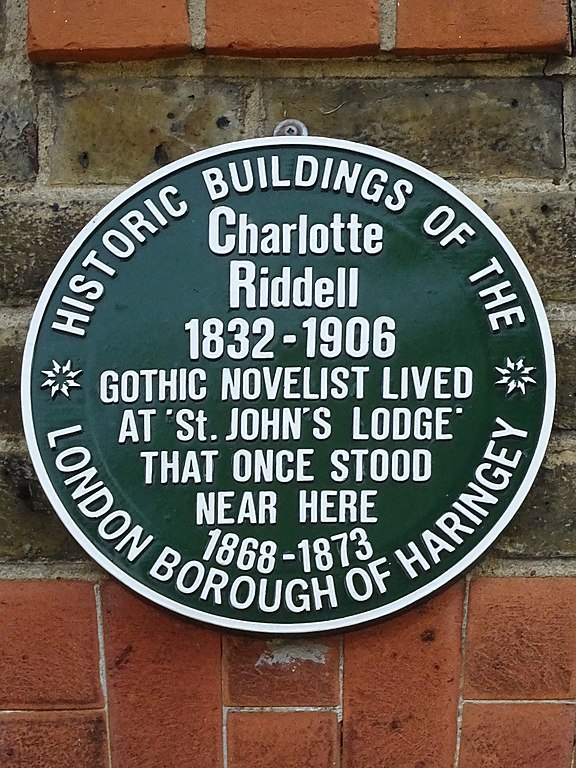 HISTORIC BUILDINGS OF THE
Charlotte
Riddell
1832-1906
GOTHIC NOVELIST LIVED
AT 'St. JOHN'S LODGE'
THAT ONCE STOOD
NEAR HERE
1868-1873
LONDON BOROUGH OF HARINGEY